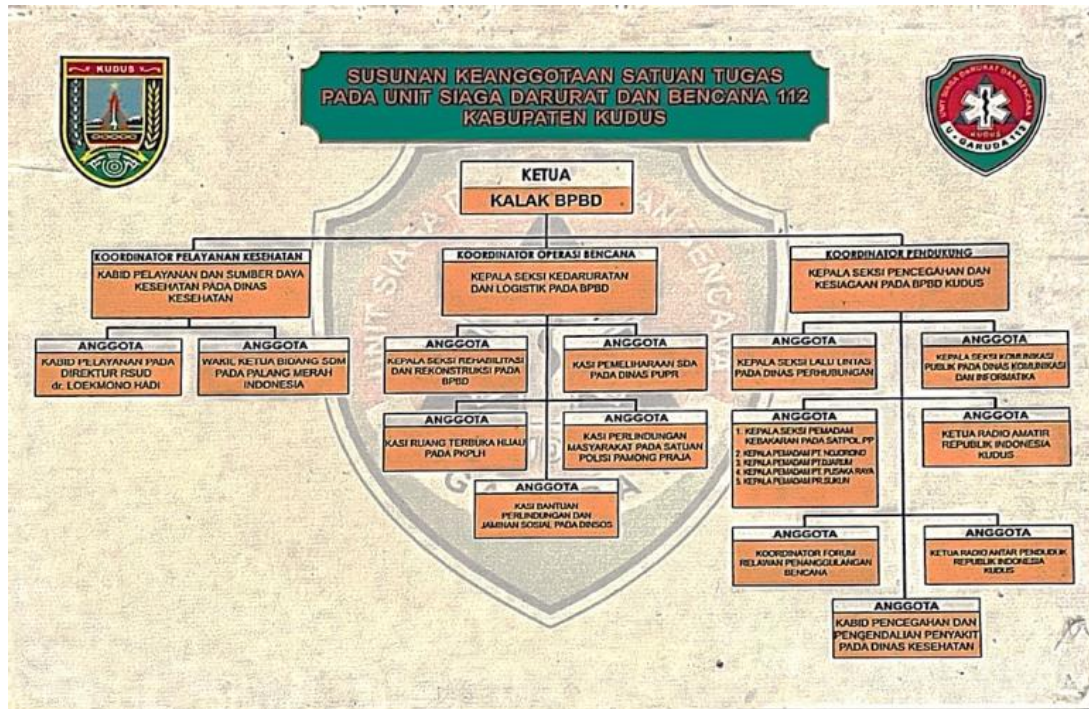 KUDUS
SUSUNAN KEANGGOTAAN SATUAN TUGAS
PADA UNIT SIAGA DARURAT DAN BENCANA 112
KABUPATEN KUDUS
UNIT SIAGA DARURAT DAN BENCANA
KUDUS
U - GARUDA 112
KETUA
KALAK BPBD
KOORDINATOR PELAYANAN KESEHATAN
KABID PELAYANAN DAN SUMBER DAYA
KESEHATAN PADA DINAS
KESEHATAN
ANGGOTA
KABID PELAYANAN PADA
DIREKTUR RSUD
dr. LOEKMONO HADI
ANGGOTA
WAKIL KETUA BIDANG SDM
PADA PALANG MERAH
INDONESIA
KOORDINATOR OPERASI BENCANA
KEPALA SEKSI KEDARURATAN
DAN LOGISTIK PADA BPBD
ANGGOTA
KEPALA SEKSI REHABILITASI
DAN REKONSTRUKSI PADA
BPBD
ANGGOTA
KASI PEMELIHARAAN SDA
PADA DINAS PUPR
ANGGOTA
KASI RUANG TERBUKA HIJAU
PADA PKPLH
ANGGOTA
KASI PERLINDUNGAN
MASYARAKAT PADA SATUAN
POLISI PAMONG PRAJA
ANGGOTA
KASI BANTUAN
PERLINDUNGAN DAN
JAMINAN SOSIAL PADA DINSOS
KOORDINATOR PENDUKUNG
KEPALA SEKSI PENCEGAHAN DAN
KESIAGAAN PADA BPBD KUDUS
ANGGOTA
KEPALA SEKSI LALU LINTAS
PADA DINAS PERHUBUNGAN
ANGGOTA
KEPALA SEKSI KOMUNIKASI
PUBLIK PADA DINAS KOMUNIKASI
DAN INFORMATIKA
ANGGOTA
1. KEPALA SEKSI PEMADAM
KEBAKARAN PADA SATPOL.PP
2. KEPALA PEMADAM PT. NOJORONO
3. KEPALA PEMADAM PT.DJARUM
4. KEPALA PEMADAM PT. PUSAKA RAYA
5. KEPALA PEMADAM PR.SUKUN
ANGGOTA
KETUA RADIO AMATIR
REPUBLIK INDONESIA
KUDUS
ANGGOTA
KOORDINATOR FORUM
RELAWAN PENANGGULANGAN
BENCANA
ANGGOTA
KETUA RADIO ANTAR PENDUDUK
REPUBLIK INDONESIA
KUDUS
ANGGOTA
KABID PENCEGAHAN DAN
PENGENDALIAN PENYAKIT
PADA DINAS KESEHATAN